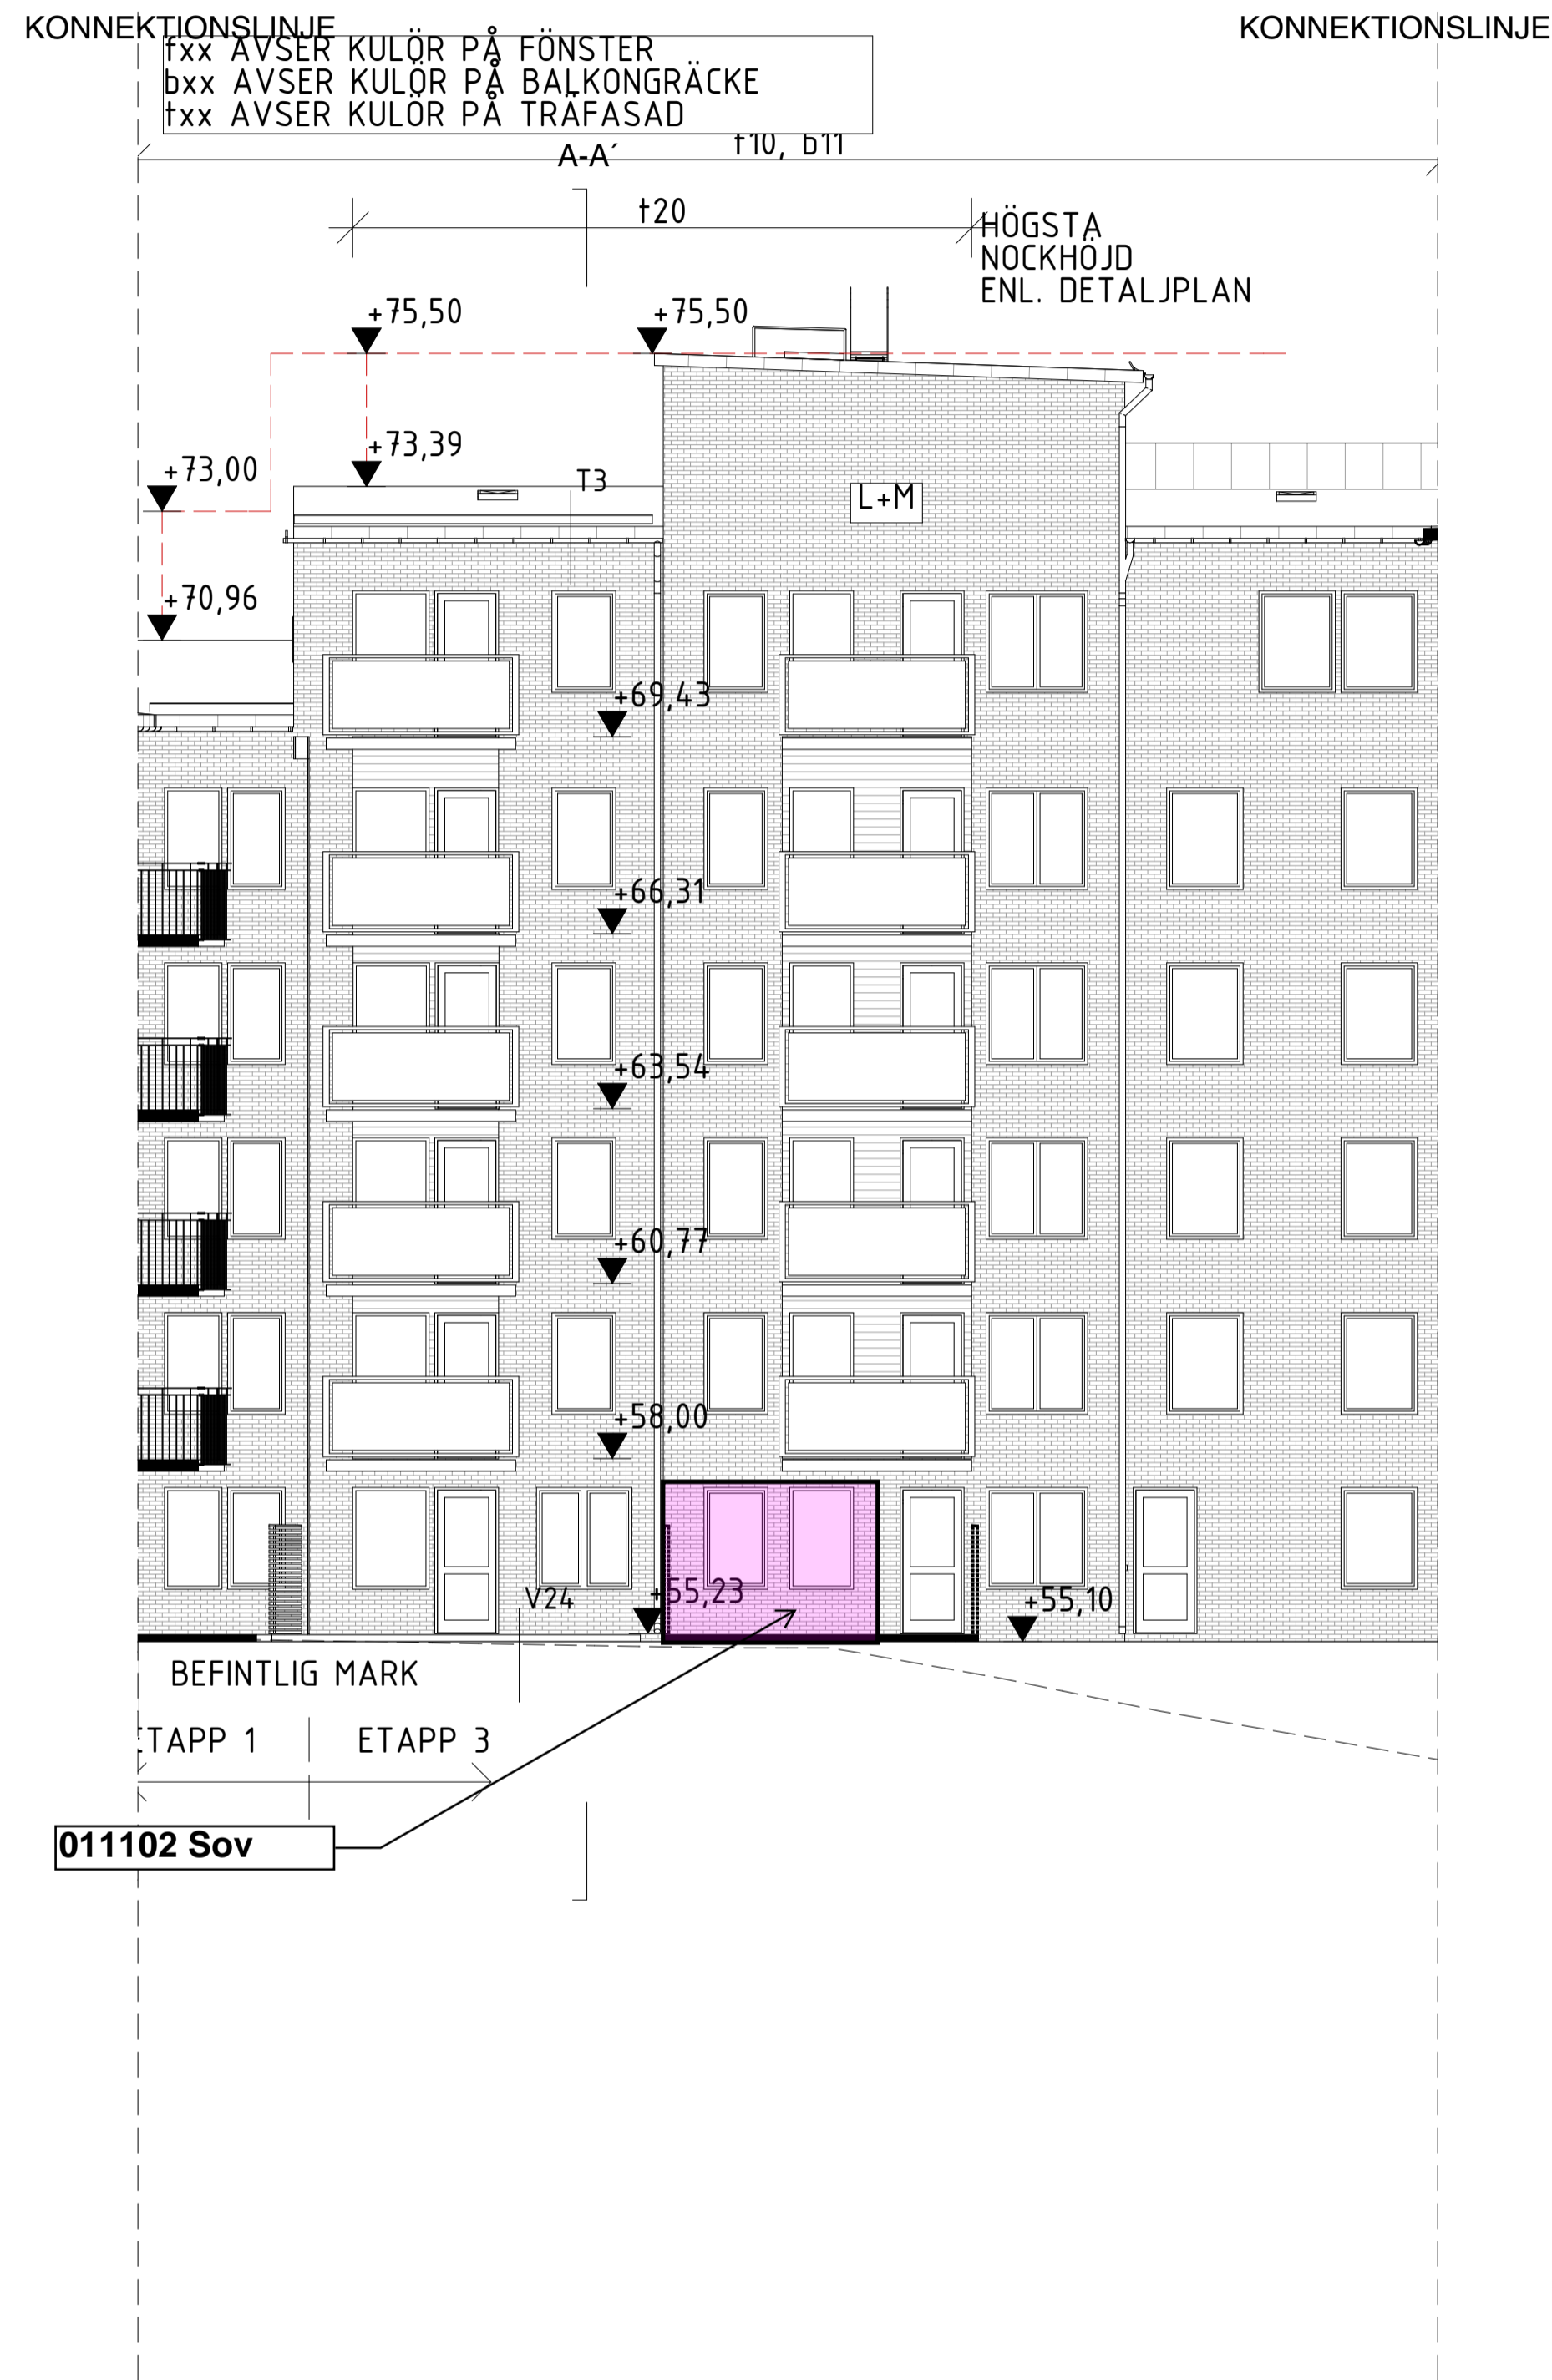 KONNEKTIONSLINJE
KONNEKTIONSLINJE
fxx AVSER KULÖR PÅ FÖNSTER
bxx AVSER KULÖR PÅ BALKONGRÄCKE
txx AVSER KULÖR PÅ TRÄFASAD
f10, b11
A-A´
t20
HÖGSTA
NOCKHÖJD
ENL. DETALJPLAN
+75,50
+75,50
+73,39
+73,00
T3
L+M
+70,96
+69,43
+66,31
+63,54
+60,77
+58,00
V24
+55,23
+55,10
BEFINTLIG MARK
ETAPP 1
ETAPP 3
011102 Sov